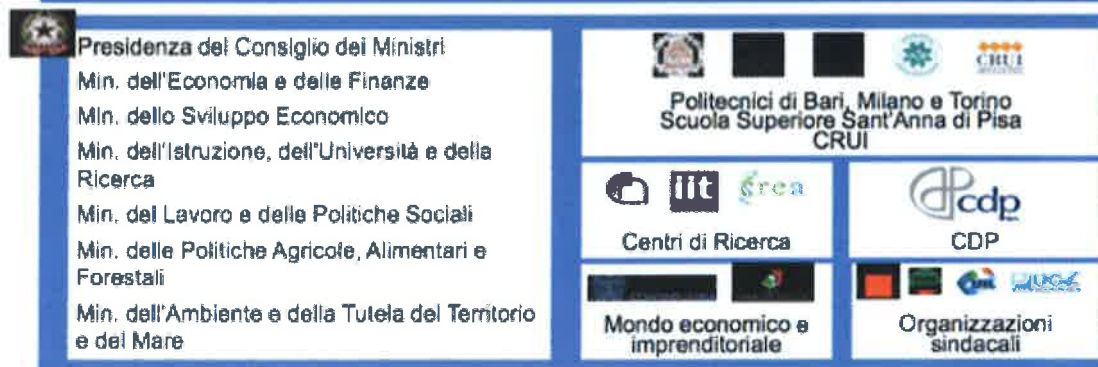 Presidenza del Consiglio dei Ministri
Min. dell'Economia e delle Finanze
Min. dello Sviluppo Economico
Min. dell'Istruzione, dell'Università e della
Ricerca
Min. del Lavoro e delle Politiche Sociali
Min. delle Politiche Agricole, Alimentari e
Forestali
Min. dell'Ambiente e della Tutela del Territorio
e del Mare
CRUI
Politecnici di Bari, Milano e Torino
Scuola Superiore Sant'Anna di Pisa
CRUI
iit crea
Centri di Ricerca
cdp
CDP
Mondo economico e
imprenditoriale
Organizzazioni
sindacali